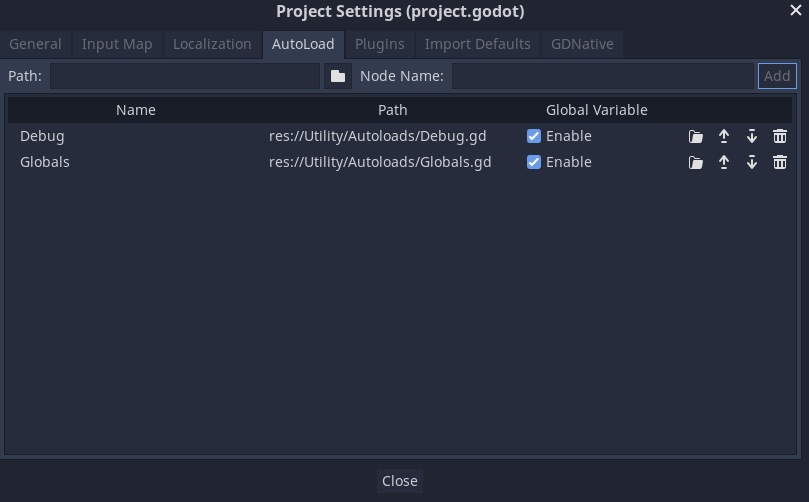 Project Settings (project.godot)
General Input Map Localization AutoLoad Plugins Import Defaults GDNative
Path: Node Name: Add
Name Path Global Variable
Debug res://Utility/Autoloads/Debug.gd Enable
Globals res://Utility/Autoloads/Globals.gd Enable
Close